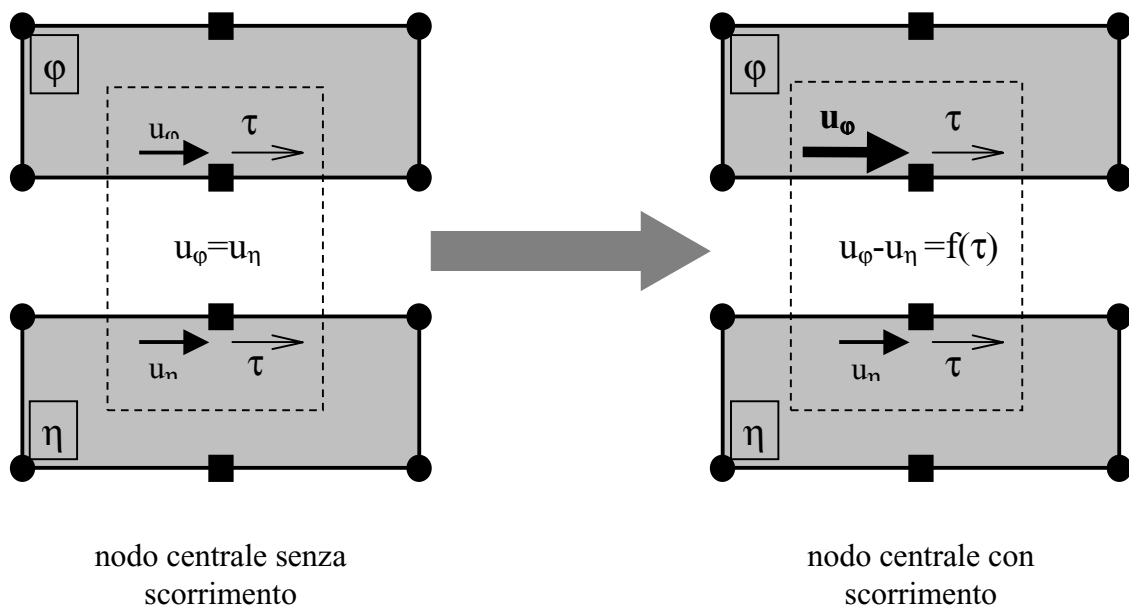 φ
uφ
τ
uφ=uη
uη
τ
η
nodo centrale senza
scorrimento
φ
uφ
τ
uφ-uη=f(τ)
uη
τ
η
nodo centrale con
scorrimento